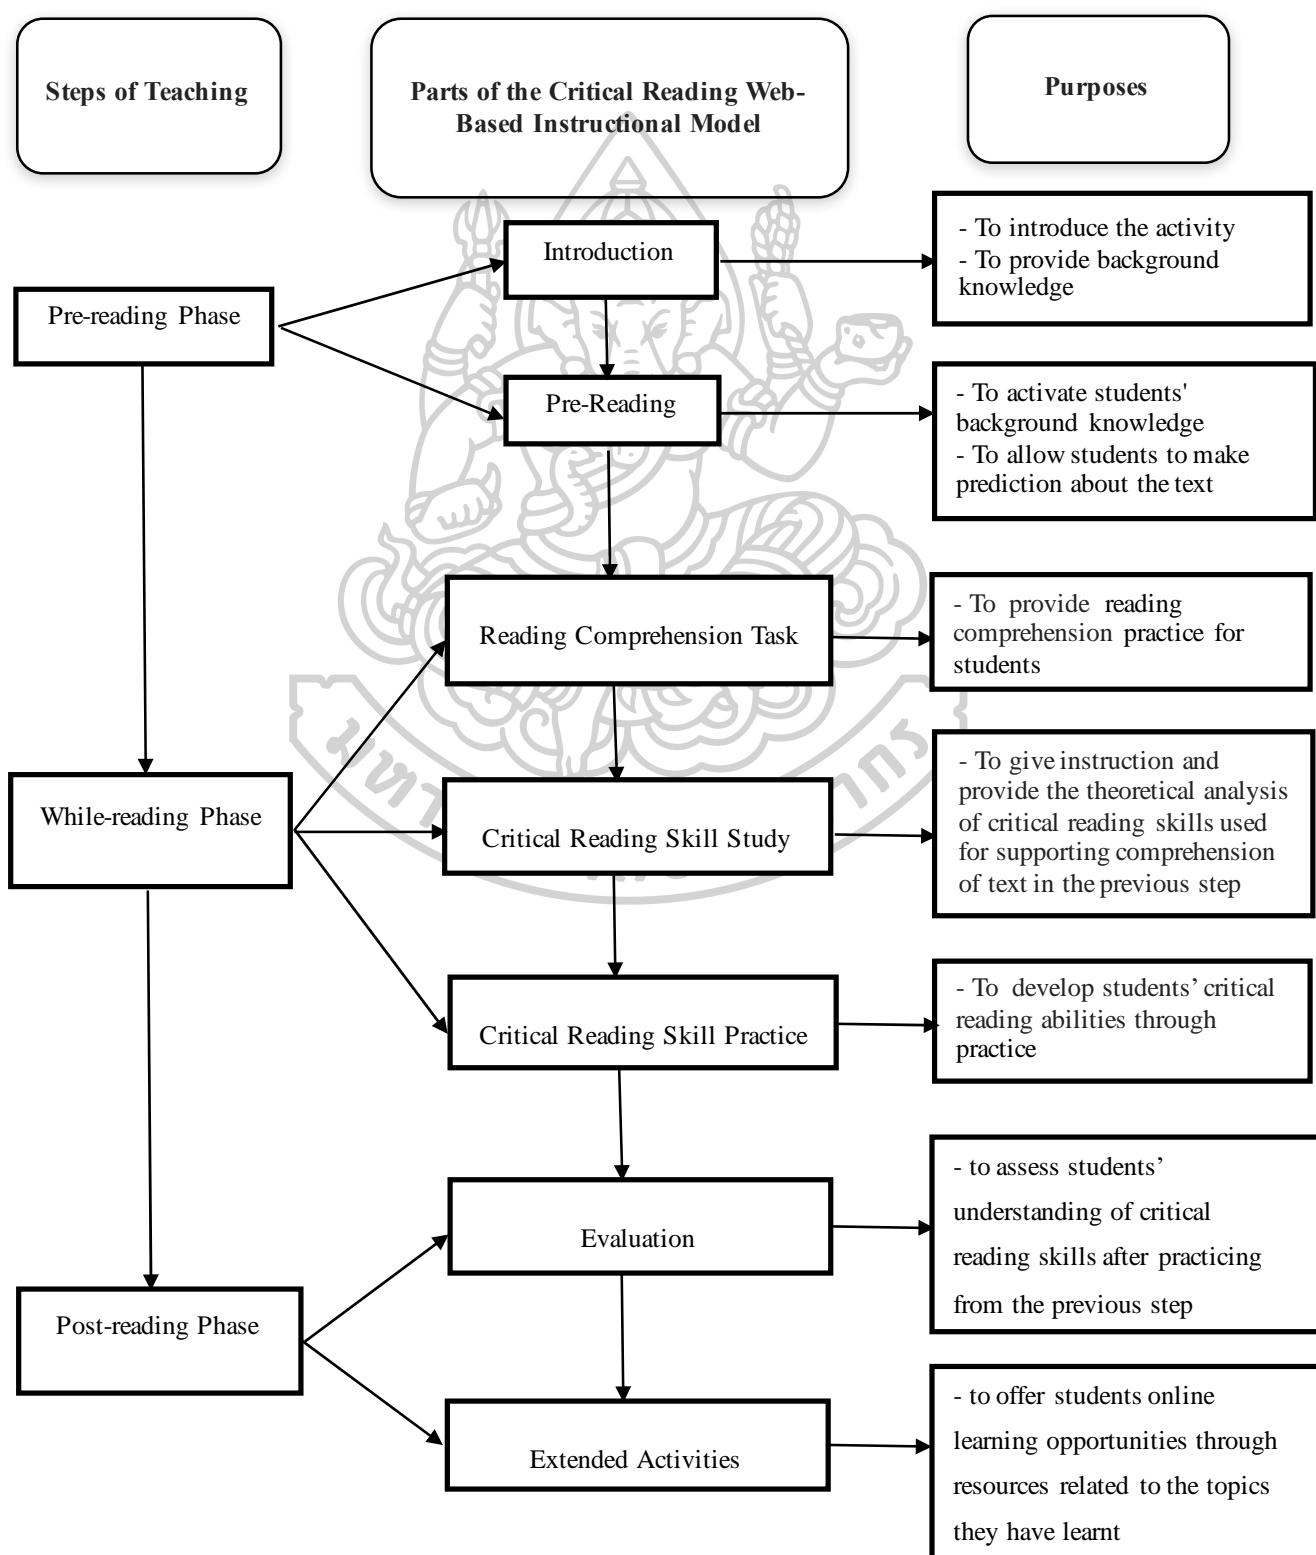 Steps of Teaching
Parts of the Critical Reading Web-
Based Instructional Model
Purposes
Introduction
- To introduce the activity
- To provide background
knowledge
Pre-reading Phase
Pre-Reading
- To activate students'
background knowledge
- To allow students to make
prediction about the text
Reading Comprehension Task
- To provide reading
comprehension practice for
students
While-reading Phase
Critical Reading Skill Study
- To give instruction and
provide the theoretical analysis
of critical reading skills used
for supporting comprehension
of text in the previous step
Critical Reading Skill Practice
- To develop students’ critical
reading abilities through
practice
Evaluation
- to assess students’
understanding of critical
reading skills after practicing
from the previous step
Post-reading Phase
Extended Activities
- to offer students online
learning opportunities through
resources related to the topics
they have learnt